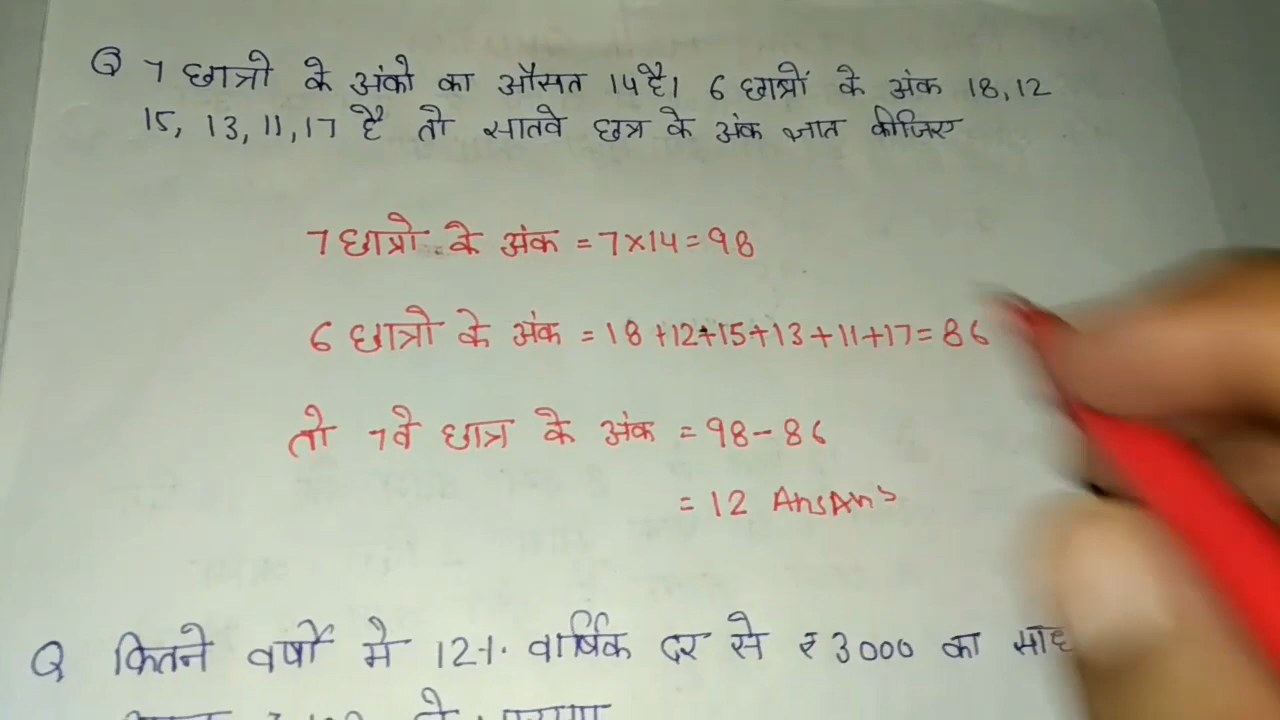 Q 7 छात्रो के अंको का औसत 14 है। 6 छात्रों के अंक 18, 12
15, 13, 11, 17 है तो सातवे छात्र के अंक ज्ञात कीजिए
7 छात्रो के अंक = 7×14 = 98
6 छात्रो के अंक = 18+12+15+13+11+17 = 86
तो 7वे छात्र के अंक = 98 - 86
= 12 AnsAns
Q कितने वर्षों मे 12% वार्षिक दर से ₹3000 का